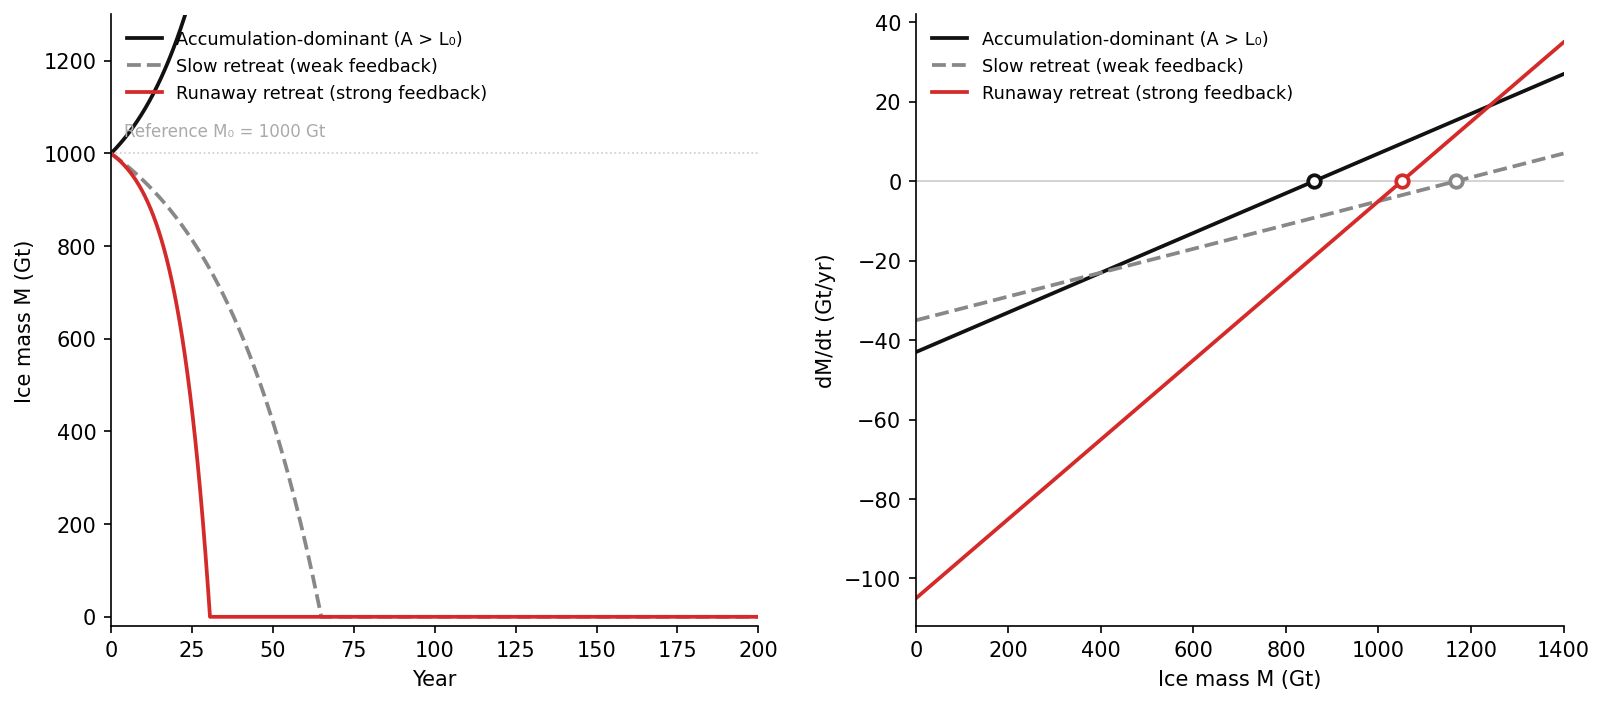 Accumulation-dominant (A > L₀)
Slow retreat (weak feedback)
Runaway retreat (strong feedback)
Reference M₀ = 1000 Gt
1200
1000
800
600
400
200
0
Ice mass M (Gt)
0 25 50 75 100 125 150 175 200
Year
Accumulation-dominant (A > L₀)
Slow retreat (weak feedback)
Runaway retreat (strong feedback)
40
20
0
−20
−40
−60
−80
−100
dM/dt (Gt/yr)
0 200 400 600 800 1000 1200 1400
Ice mass M (Gt)